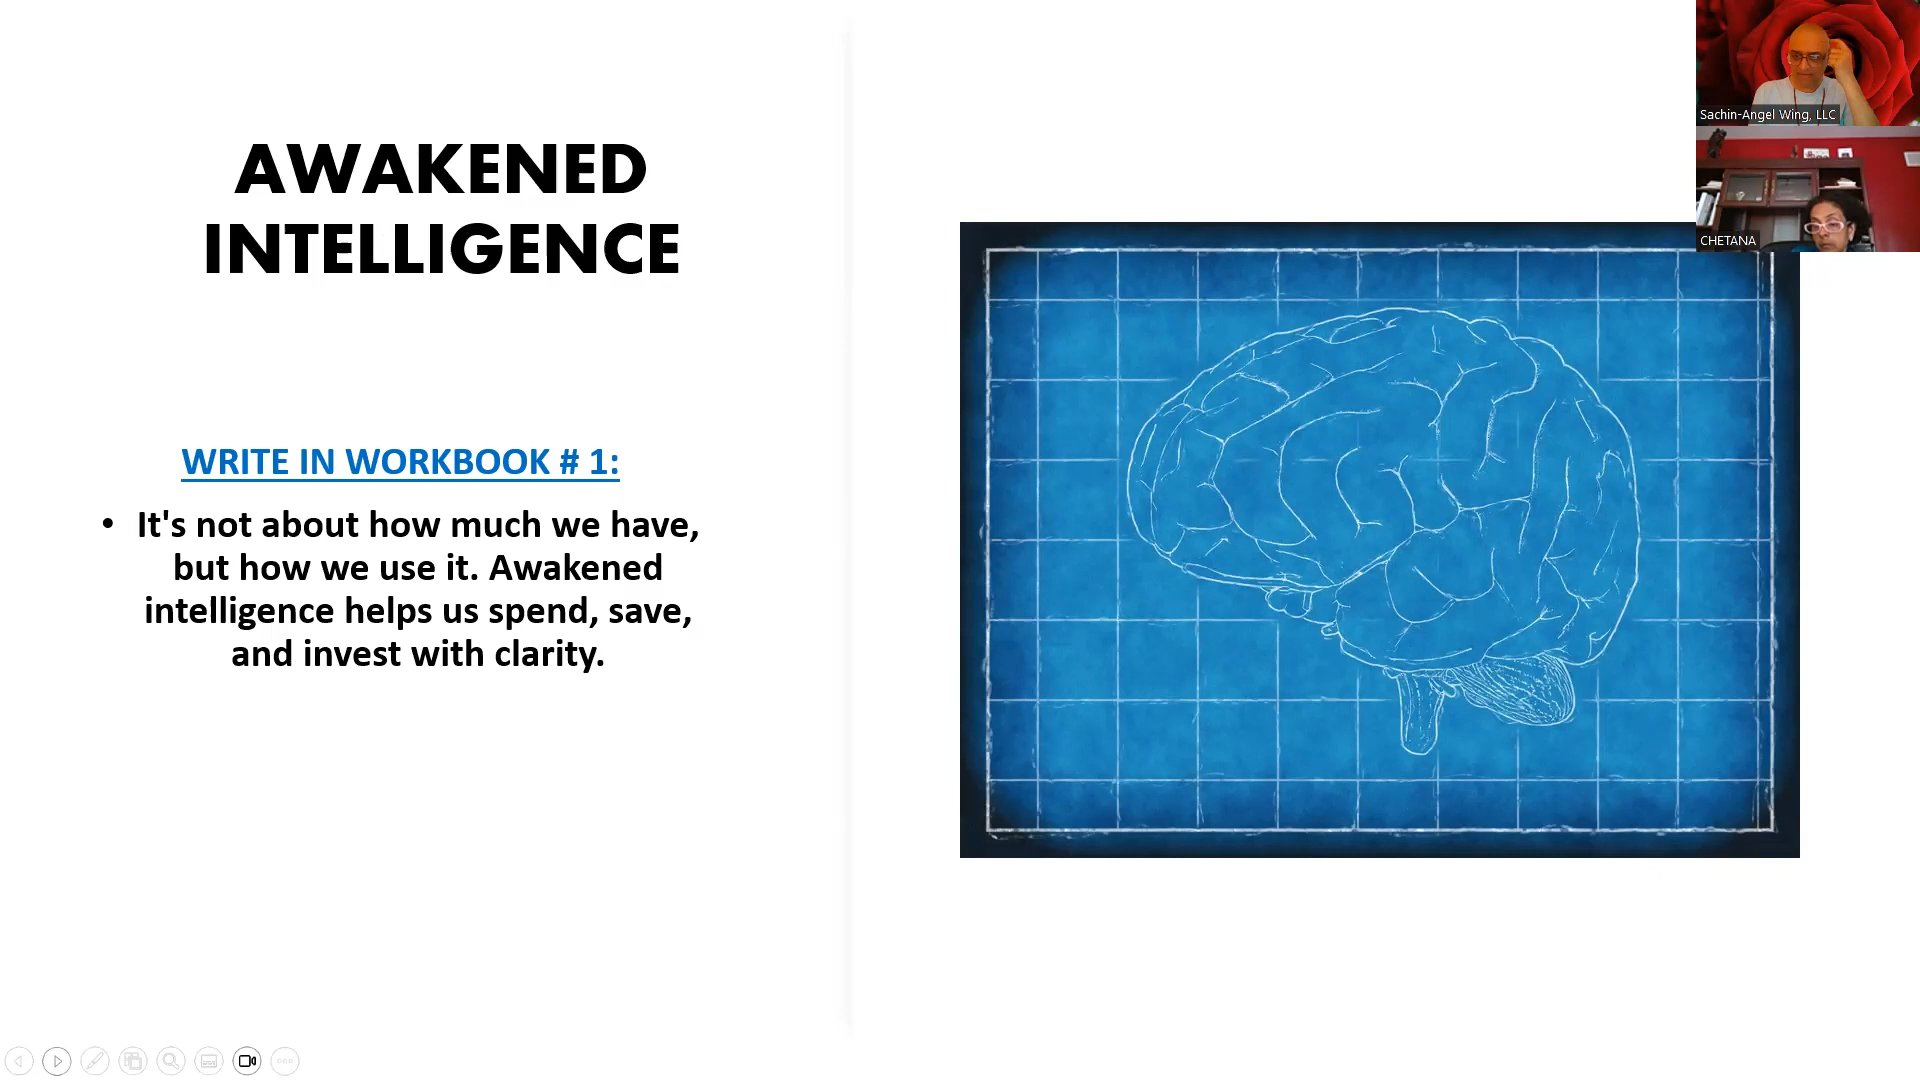 AWAKENED
INTELLIGENCE
WRITE IN WORKBOOK # 1:
• It's not about how much we have,
but how we use it. Awakened
intelligence helps us spend, save,
and invest with clarity.
Sachin-Angel Wing, LLC
CHETANA